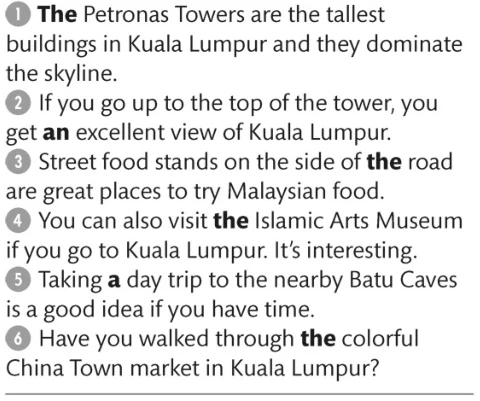 1 The Petronas Towers are the tallest
buildings in Kuala Lumpur and they dominate
the skyline.
2 If you go up to the top of the tower, you
get an excellent view of Kuala Lumpur.
3 Street food stands on the side of the road
are great places to try Malaysian food.
4 You can also visit the Islamic Arts Museum
if you go to Kuala Lumpur. It’s interesting.
5 Taking a day trip to the nearby Batu Caves
is a good idea if you have time.
6 Have you walked through the colorful
China Town market in Kuala Lumpur?